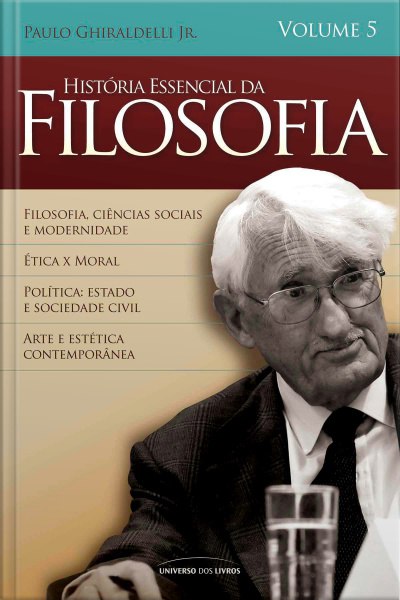 PAULO GHIRALDELLI JR.
VOLUME 5
HISTÓRIA ESSENCIAL DA
FILOSOFIA
FILOSOFIA, CIÊNCIAS SOCIAIS
E MODERNIDADE
ÉTICA X MORAL
POLÍTICA: ESTADO
E SOCIEDADE CIVIL
ARTE E ESTÉTICA
CONTEMPORÂNEA
UNIVERSO DOS LIVROS